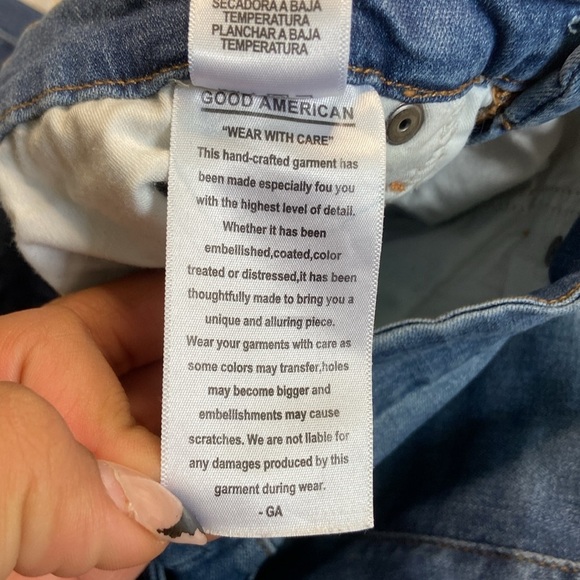 SECADORA A BAJA
TEMPERATURA
PLANCHAR A BAJA
TEMPERATURA
GOOD AMERICAN
"WEAR WITH CARE"
This hand-crafted garment has
been made especially fou you
with the highest level of detail.
Whether it has been
embellished,coated,color
treated or distressed,it has been
thoughtfully made to bring you a
unique and alluring piece.
Wear your garments with care as
some colors may transfer,holes
may become bigger and
embellishments may cause
scratches. We are not liable for
any damages produced by this
garment during wear.
- GA